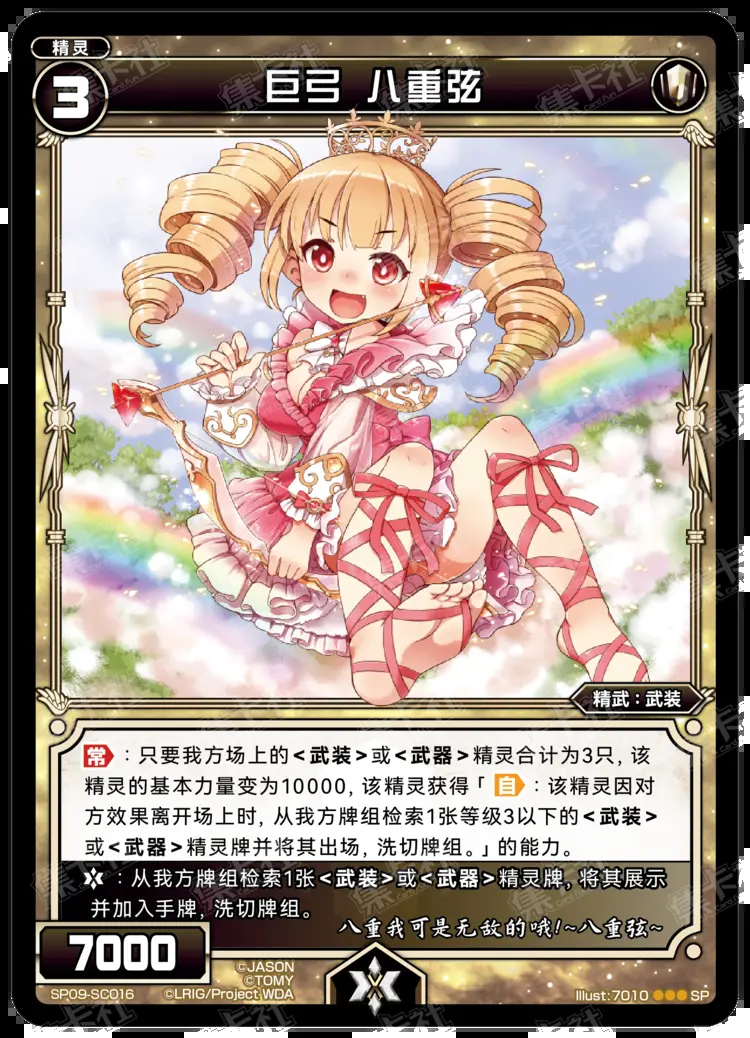 精灵
3
巨弓 八重弦
精武：武装
常：只要我方场上的<武装>或<武器>精灵合计为3只，该
精灵的基本力量变为10000，该精灵获得「自：该精灵因对
方效果离开场上时，从我方牌组检索1张等级3以下的<武装>
或<武器>精灵牌并将其出场，洗切牌组。」的能力。
：从我方牌组检索1张<武装>或<武器>精灵牌，将其展示
并加入手牌，洗切牌组。
八重我可是无敌的哦!~八重弦~
7000
©JASON
©TOMY
SP09-SC016 ©LRIG/Project WDA
Illust:7010 SP
集卡社